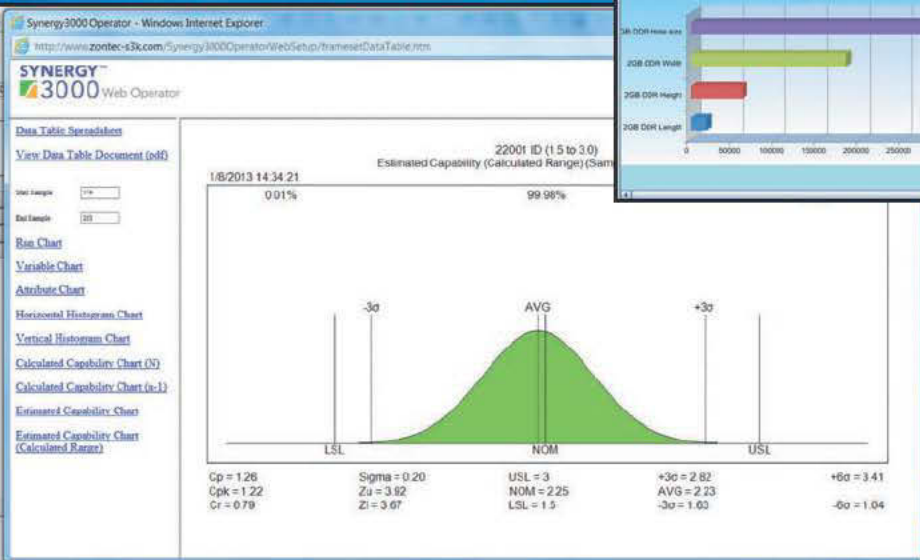 Synergy3000 Operator - Windows Internet Explorer
http://www.zontec-s3k.com/Synergy3000OperatorWebSetup/framesetDataTable.htm
SYNERGY™
3000 Web Operator
Data Table Spreadsheet
View Data Table Document (pdf)
Start Sample
End Sample
Run Chart
Variable Chart
Attribute Chart
Horizontal Histogram Chart
Vertical Histogram Chart
Calculated Capability Chart (N)
Calculated Capability Chart (n-1)
Estimated Capability Chart
Estimated Capability Chart
(Calculated Range)
22001 ID (1.5 to 3.0)
Estimated Capability (Calculated Range) (Sam
1/8/2013 14:34:21
0.01% 99.98%
-3σ AVG +3σ
LSL NOM USL
Cp = 1.26 Sigma = 0.20 USL = 3 +3σ = 2.82 +6σ = 3.41
Cpk = 1.22 Zu = 3.92 NOM = 2.25 AVG = 2.23
Cr = 0.79 Zl = 3.67 LSL = 1.5 -3σ = 1.63 -6σ = 1.04
GB DDR Hole size
2GB DDR Width
2GB DDR Height
2GB DDR Length
0 50000 100000 150000 200000 250000